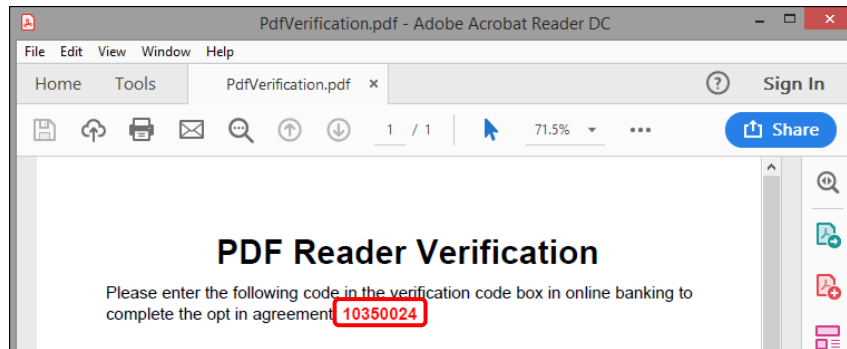 PdfVerification.pdf - Adobe Acrobat Reader DC
File Edit View Window Help
Home Tools PdfVerification.pdf × ? Sign In
1 / 1 71.5% Share
PDF Reader Verification
Please enter the following code in the verification code box in online banking to
complete the opt in agreement 10350024